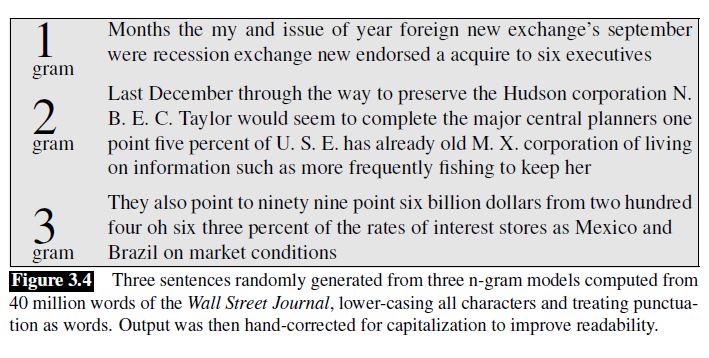 1
gram
Months the my and issue of year foreign new exchange's september
were recession exchange new endorsed a acquire to six executives
2
gram
Last December through the way to preserve the Hudson corporation N.
B. E. C. Taylor would seem to complete the major central planners one
point five percent of U. S. E. has already old M. X. corporation of living
on information such as more frequently fishing to keep her
3
gram
They also point to ninety nine point six billion dollars from two hundred
four oh six three percent of the rates of interest stores as Mexico and
Brazil on market conditions
Figure 3.4 Three sentences randomly generated from three n-gram models computed from
40 million words of the Wall Street Journal, lower-casing all characters and treating punctua-
tion as words. Output was then hand-corrected for capitalization to improve readability.